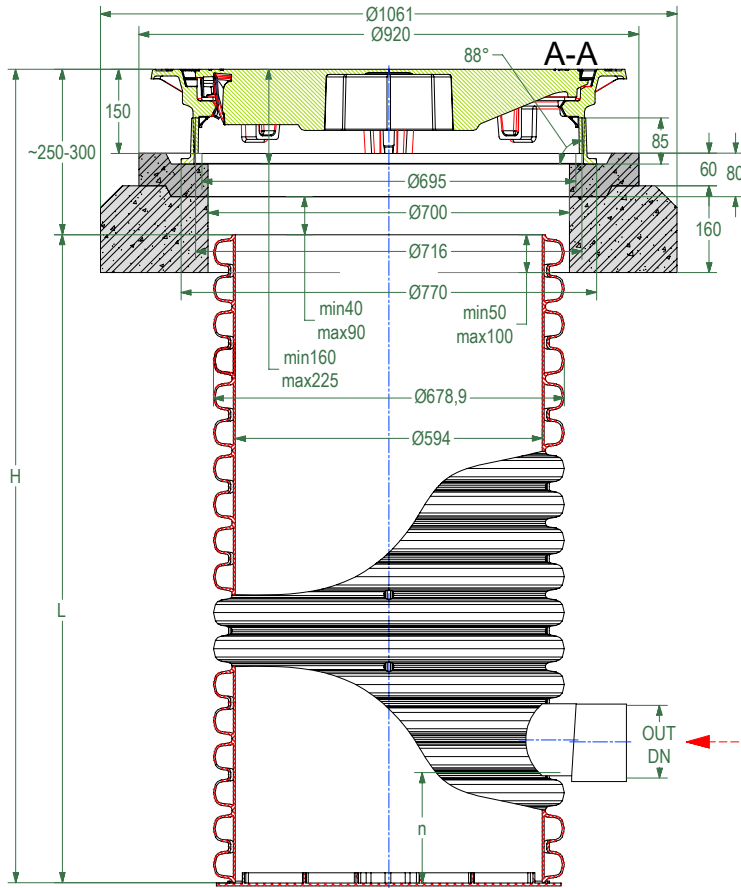 Ø1061
Ø920
A-A
88°
150
85
~250-300
60
80
Ø695
Ø700
160
Ø716
Ø770
min40
max90
min50
max100
min160
max225
Ø678,9
Ø594
H
L
OUT
DN
n